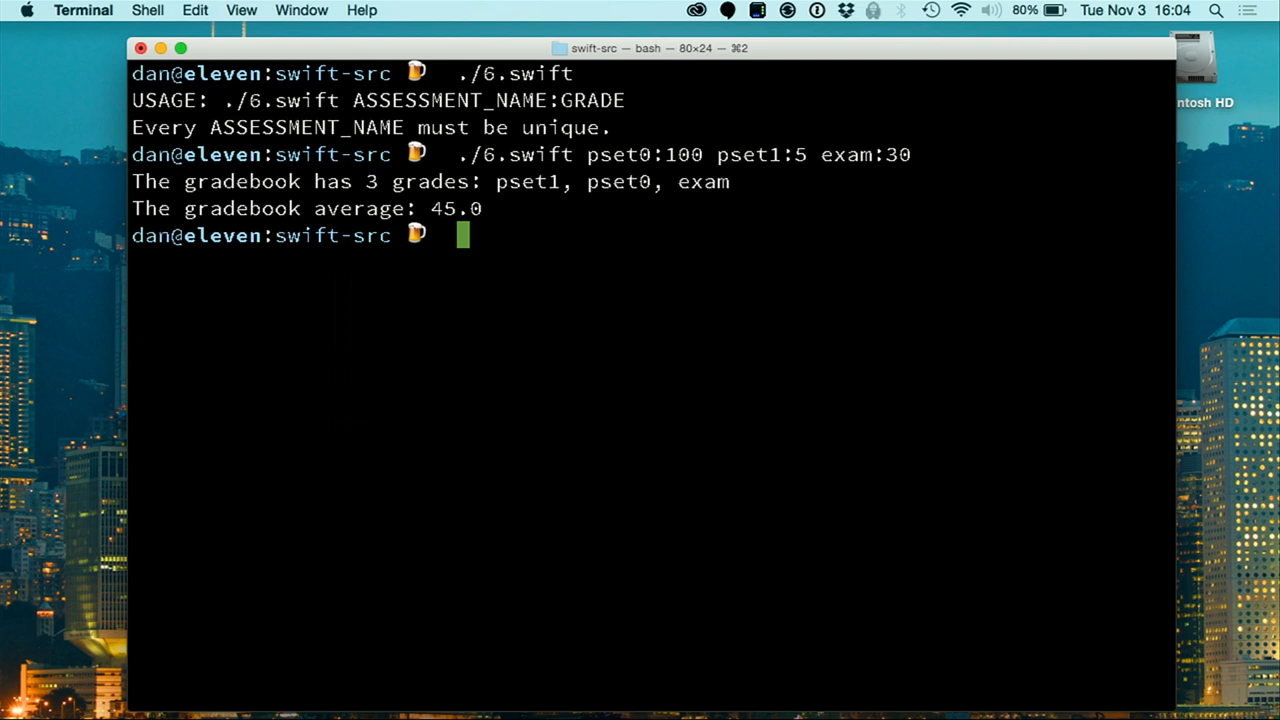 Terminal Shell Edit View Window Help 80% Tue Nov 3 16:04
swift-src — bash — 80×24 — ⌘2
dan@eleven:swift-src 🍺 ./6.swift
USAGE: ./6.swift ASSESSMENT_NAME:GRADE
Every ASSESSMENT_NAME must be unique.
dan@eleven:swift-src 🍺 ./6.swift pset0:100 pset1:5 exam:30
The gradebook has 3 grades: pset1, pset0, exam
The gradebook average: 45.0
dan@eleven:swift-src 🍺
ntosh HD